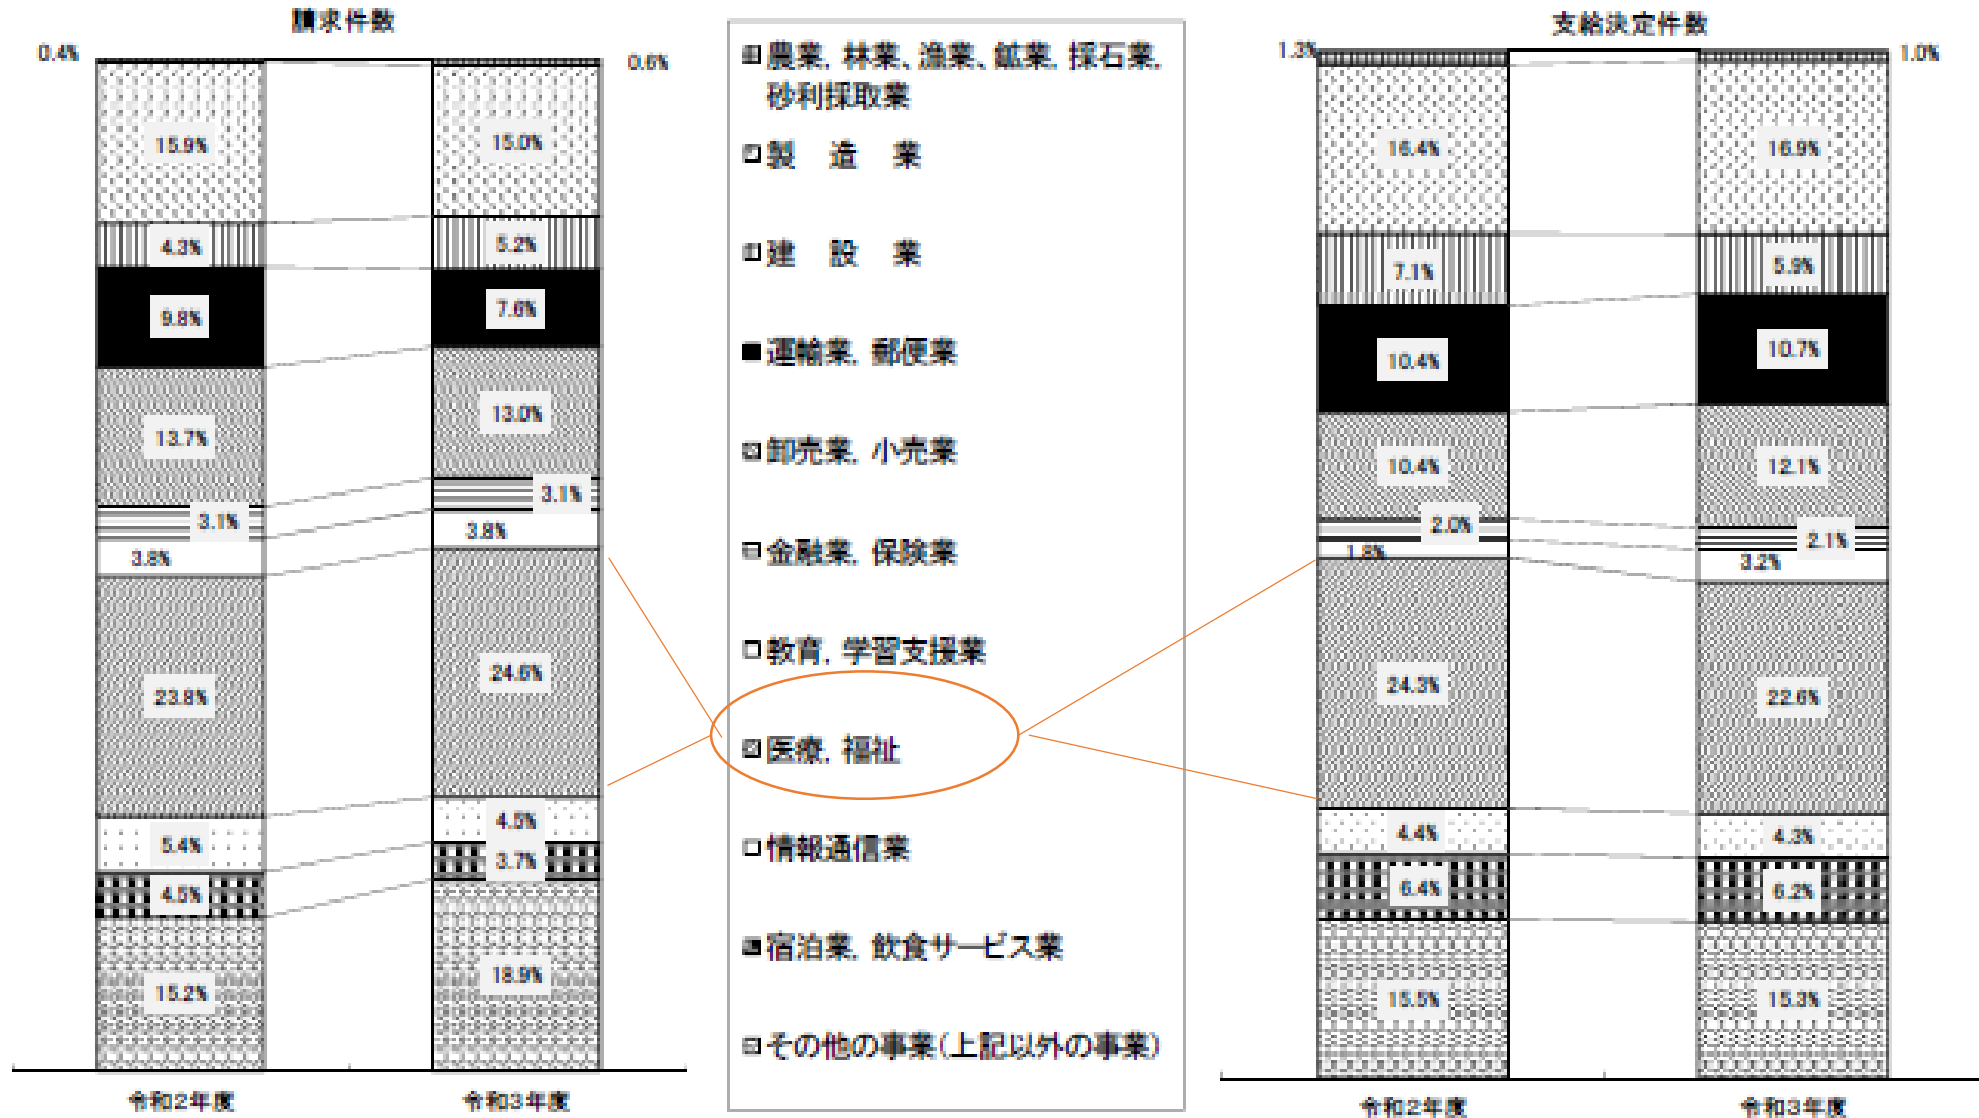 請求件数
0.4%
0.6%
15.9%
15.0%
4.3%
5.2%
9.8%
7.6%
13.7%
13.0%
3.1%
3.1%
3.8%
3.8%
23.8%
24.6%
5.4%
4.5%
4.5%
3.7%
15.2%
18.9%
令和2年度
令和3年度
農業, 林業、漁業、鉱業, 採石業,
砂利採取業
製 造 業
建 設 業
運輸業, 郵便業
卸売業, 小売業
金融業, 保険業
教育, 学習支援業
医療, 福祉
情報通信業
宿泊業, 飲食サービス業
その他の事業(上記以外の事業)
支給決定件数
1.3%
1.0%
16.4%
16.9%
7.1%
5.9%
10.4%
10.7%
10.4%
12.1%
2.0%
2.1%
1.8%
3.2%
24.3%
22.6%
4.4%
4.3%
6.4%
6.2%
15.5%
15.3%
令和2年度
令和3年度